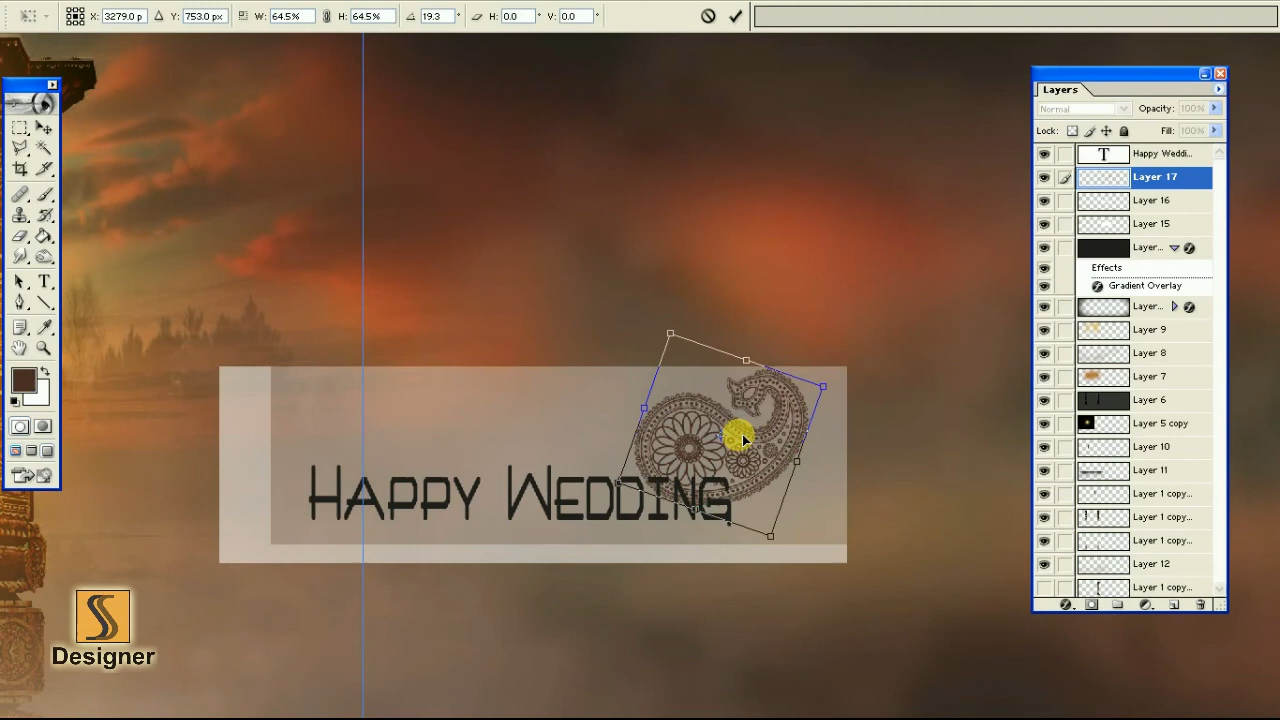 X: 3279.0 p Y: 753.0 px W: 64.5% H: 64.5% 19.3 ° H: 0.0 ° V: 0.0 °
Layers
Normal Opacity: 100%
Lock: Fill: 100%
T Happy Weddi...
Layer 17
Layer 16
Layer 15
Layer...
Effects
Gradient Overlay
Layer...
Layer 9
Layer 8
Layer 7
Layer 6
Layer 5 copy
Layer 10
Layer 11
Layer 1 copy...
Layer 1 copy...
Layer 1 copy...
Layer 12
Layer 1 copy...
Happy Wedding
S
Designer